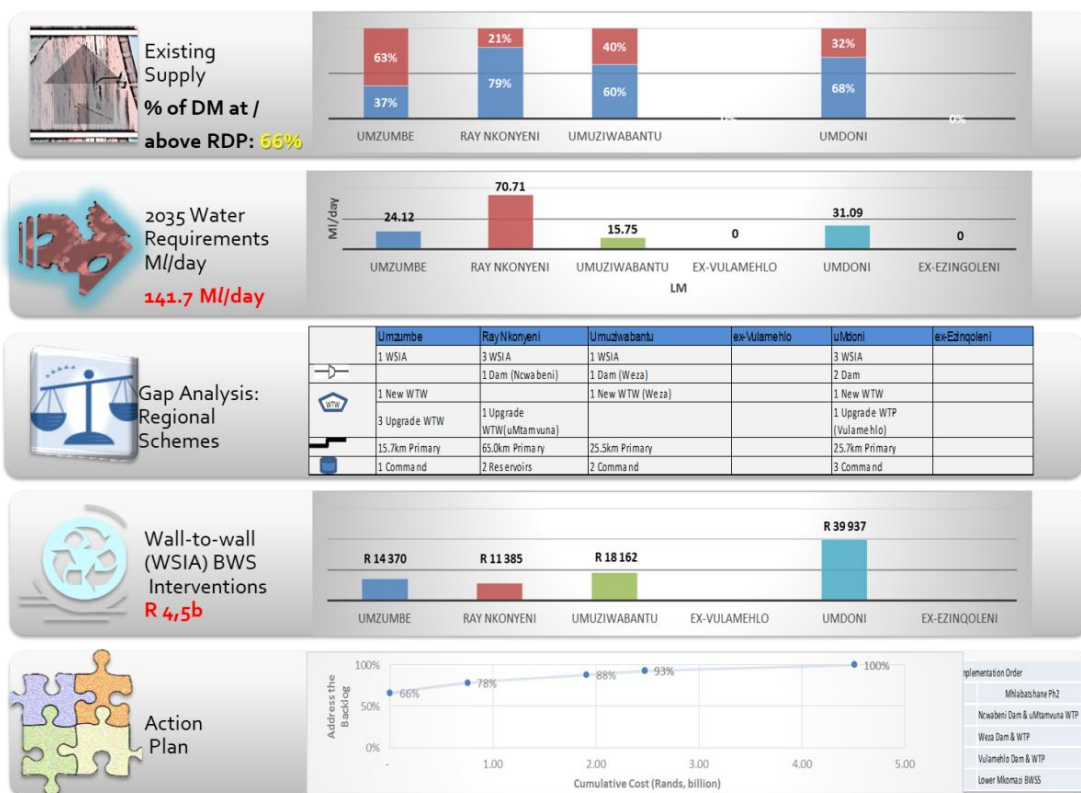 Existing
Supply
% of DM at /
above RDP: 66%
63% 21% 40% 32%
37% 79% 60% 68%
0% 0%
UMZUMBE RAY NKONYENI UMUZIWABANTU UMDONI
2035 Water
Requirements
Ml/day
141.7 Ml/day
Ml/day
24.12 70.71 15.75 0 31.09 0
UMZUMBE RAY NKONYENI UMUZIWABANTU EX-VULAMEHLO UMDONI EX-EZINGOLENI
LM
Gap Analysis:
Regional
Schemes
Umzumbe Ray Nkonyeni Umuziwabantu ex-Vulamehlo uMdoni ex-Ezinqoleni
1 WSIA 3 WSIA 1 WSIA 3 WSIA
1 Dam (Ncwabeni) 1 Dam (Weza) 2 Dam
WTW
1 New WTW 1 New WTW (Weza) 1 New WTW
3 Upgrade WTW 1 Upgrade WTW(uMtamvuna) 1 Upgrade WTP (Vulamehlo)
15.7km Primary 65.0km Primary 25.5km Primary 25.7km Primary
1 Command 2 Reservoirs 2 Command 3 Command
Wall-to-wall
(WSIA) BWS
Interventions
R 4,5b
R 14 370 R 11 385 R 18 162 R 39 937
UMZUMBE RAY NKONYENI UMUZIWABANTU EX-VULAMEHLO UMDONI EX-EZINQOLENI
Action
Plan
Address the
Backlog
100%
50%
0%
66% 78% 88% 93% 100%
- 1.00 2.00 3.00 4.00 5.00
Cumulative Cost (Rands, billion)
mplementation Order
Mhlabatshane Ph2
Ncwabeni Dam & uMtamvuna WTP
Weza Dam & WTP
Vulamehlo Dam & WTP
Lower Mkomazi BWSS